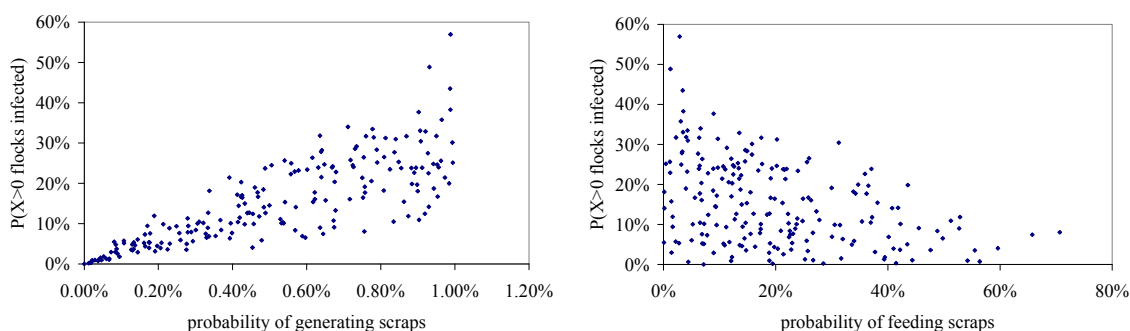 P(X>0 flocks infected)
60%
50%
40%
30%
20%
10%
0%
0.00% 0.20% 0.40% 0.60% 0.80% 1.00% 1.20%
probability of generating scraps
P(X>0 flocks infected)
60%
50%
40%
30%
20%
10%
0%
0% 20% 40% 60% 80%
probability of feeding scraps